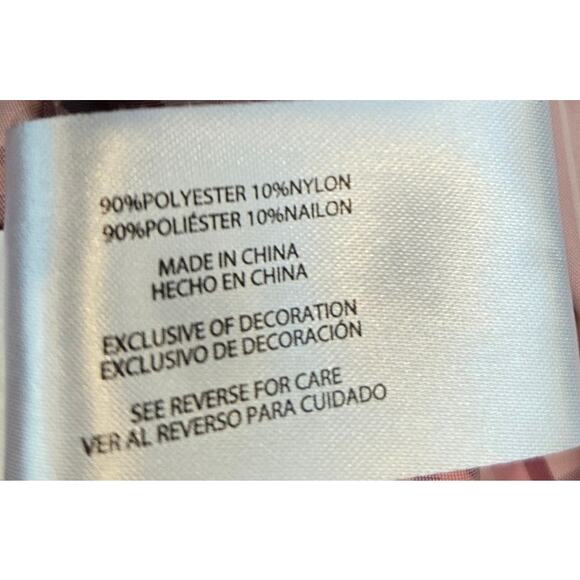 90%POLYESTER 10%NYLON
90%POLIÉSTER 10%NAILON
MADE IN CHINA
HECHO EN CHINA
EXCLUSIVE OF DECORATION
EXCLUSIVO DE DECORACIÓN
SEE REVERSE FOR CARE
VER AL REVERSO PARA CUIDADO